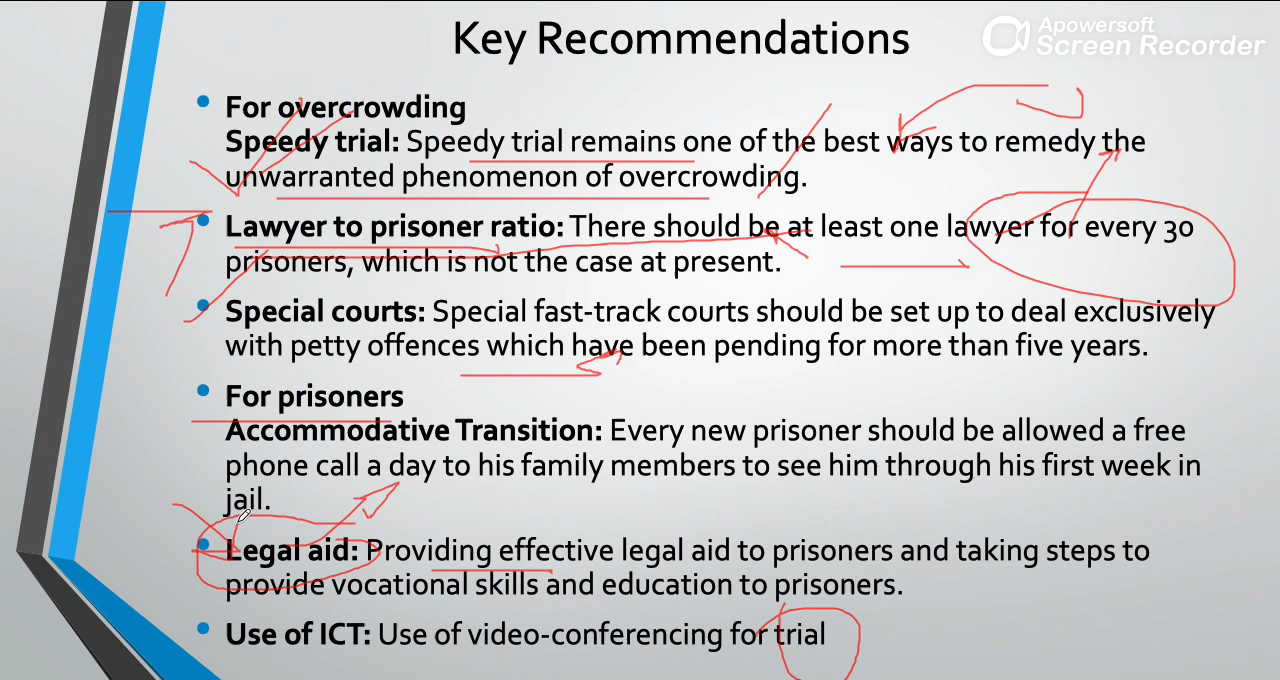 Key Recommendations
Apowersoft
Screen Recorder
• For overcrowding
Speedy trial: Speedy trial remains one of the best ways to remedy the
unwarranted phenomenon of overcrowding.
• Lawyer to prisoner ratio: There should be at least one lawyer for every 30
prisoners, which is not the case at present.
• Special courts: Special fast-track courts should be set up to deal exclusively
with petty offences which have been pending for more than five years.
• For prisoners
Accommodative Transition: Every new prisoner should be allowed a free
phone call a day to his family members to see him through his first week in
jail.
• Legal aid: Providing effective legal aid to prisoners and taking steps to
provide vocational skills and education to prisoners.
• Use of ICT: Use of video-conferencing for trial